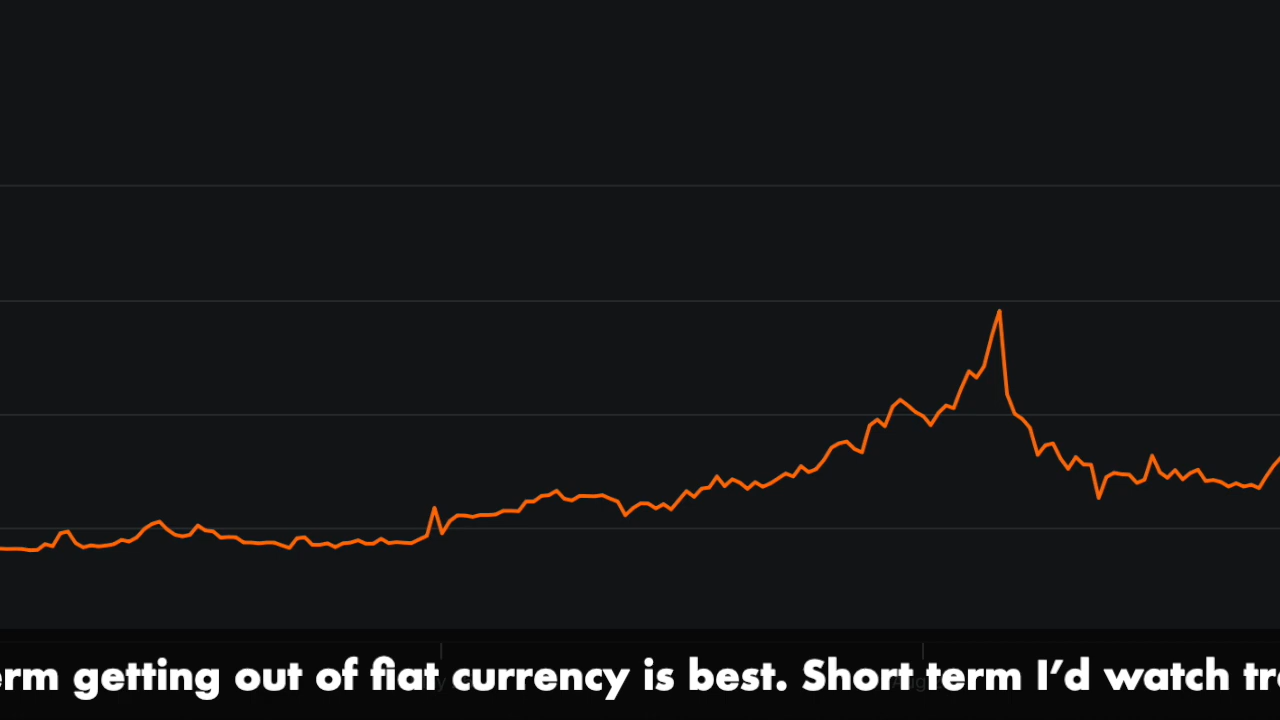 erm getting out of fiat currency is best. Short term I’d watch tr